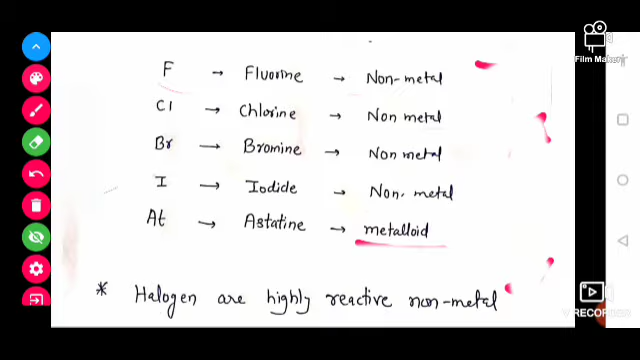 F → Fluorine → Non-metal
Cl → Chlorine → Non metal
Br → Bromine → Non metal
I → Iodide → Non-metal
At → Astatine → metalloid
* Halogen are highly reactive non-metal
Film Maker
RECORDER